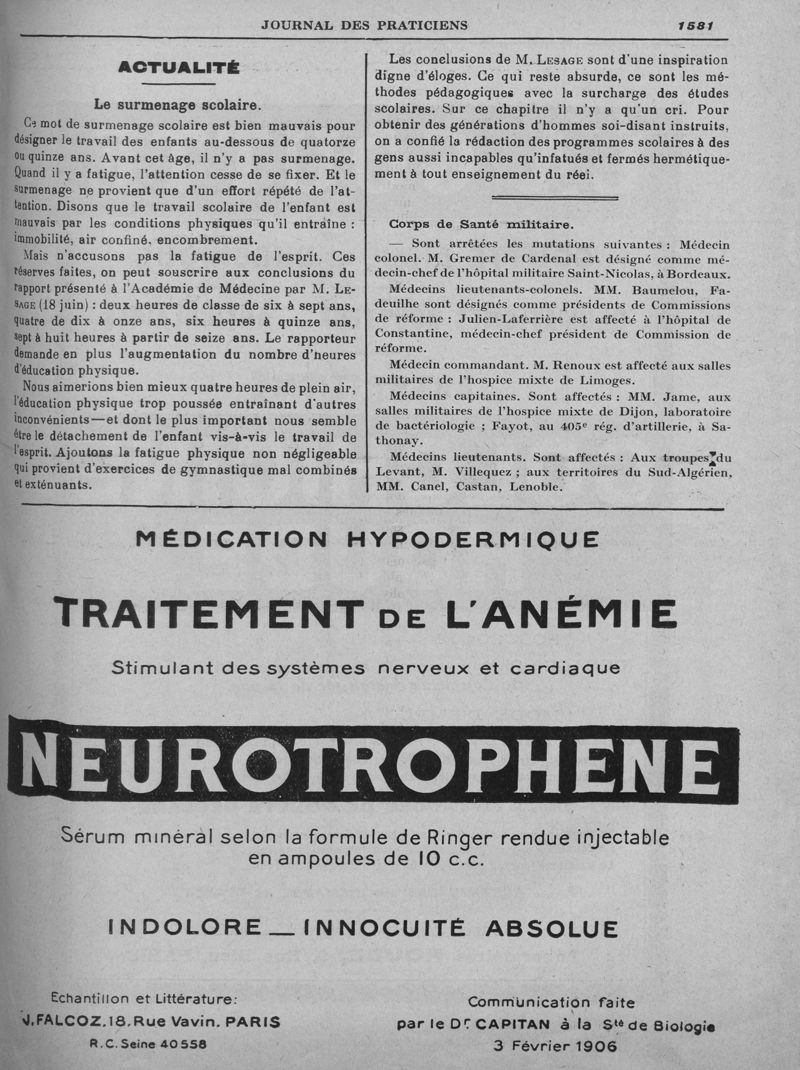 JOURNAL DES PRATICIENS 1581
ACTUALITÉ
Le surmenage scolaire.
Ce mot de surmenage scolaire est bien mauvais pour
désigner le travail des enfants au-dessous de quatorze
ou quinze ans. Avant cet âge, il n'y a pas surmenage.
Quand il y a fatigue, l'attention cesse de se fixer. Et le
surmenage ne provient que d'un effort répété de l'at-
tention. Disons que le travail scolaire de l'enfant est
mauvais par les conditions physiques qu'il entraîne :
immobilité, air confiné, encombrement.
Mais n'accusons pas la fatigue de l'esprit. Ces
réserves faites, on peut souscrire aux conclusions du
rapport présenté à l'Académie de Médecine par M. LE-
SAGE (18 juin) : deux heures de classe de six à sept ans,
quatre de dix à onze ans, six heures à quinze ans,
sept à huit heures à partir de seize ans. Le rapporteur
demande en plus l'augmentation du nombre d'neures
d'éducation physique.
Nous aimerions bien mieux quatre heures de plein air,
l'éducation physique trop poussée entraînant d'autres
inconvénients — et dont le plus important nous semble
être le détachement de l'enfant vis-à-vis le travail de
l'esprit. Ajoutons la fatigue physique non négligeable
qui provient d'exercices de gymnastique mal combinés
et exténuants.
Les conclusions de M. LESAGE sont d'une inspiration
digne d'éloges. Ce qui reste absurde, ce sont les mé-
thodes pédagogiques avec la surcharge des études
scolaires. Sur ce chapitre il n'y a qu'un cri. Pour
obtenir des générations d'hommes soi-disant instruits,
on a confié la rédaction des programmes scolaires à des
gens aussi incapables qu'infatués et fermés hermétique-
ment à tout enseignement du réei.
Corps de Santé militaire.
— Sont arrêtées les mutations suivantes : Médecin
colonel. M. Gremer de Cardenal est désigné comme mé-
decin-chef de l'hôpital militaire Saint-Nicolas, à Bordeaux.
Médecins lieutenants-colonels. MM. Baumelou, Fa-
deuilhe sont désignés comme présidents de Commissions
de réforme : Julien-Laferrière est affecté à l'hôpital de
Constantine, médecin-chef président de Commission de
réforme.
Médecin commandant. M. Renoux est affecté aux salles
militaires de l'hospice mixte de Limoges.
Médecins capitaines. Sont affectés : MM. Jame, aux
salles militaires de l'hospice mixte de Dijon, laboratoire
de bactériologie ; Fayot, au 405e rég. d'artillerie, à Sa-
thonay.
Médecins lieutenants. Sont affectés : Aux troupes du
Levant, M. Villequez ; aux territoires du Sud-Algérien,
MM. Canel, Castan, Lenoble.
MÉDICATION HYPODERMIQUE
TRAITEMENT DE L'ANÉMIE
Stimulant des systèmes nerveux et cardiaque
NEUROTROPHENE
Sérum minéral selon la formule de Ringer rendue injectable
en ampoules de 10 c.c.
INDOLORE — INNOCUITÉ ABSOLUE
Echantillon et Littérature:
J. FALCOZ, 18, Rue Vavin. PARIS
R.C. Seine 40558
Communication faite
par le Dr CAPITAN à la Sté de Biologie
3 Février 1906